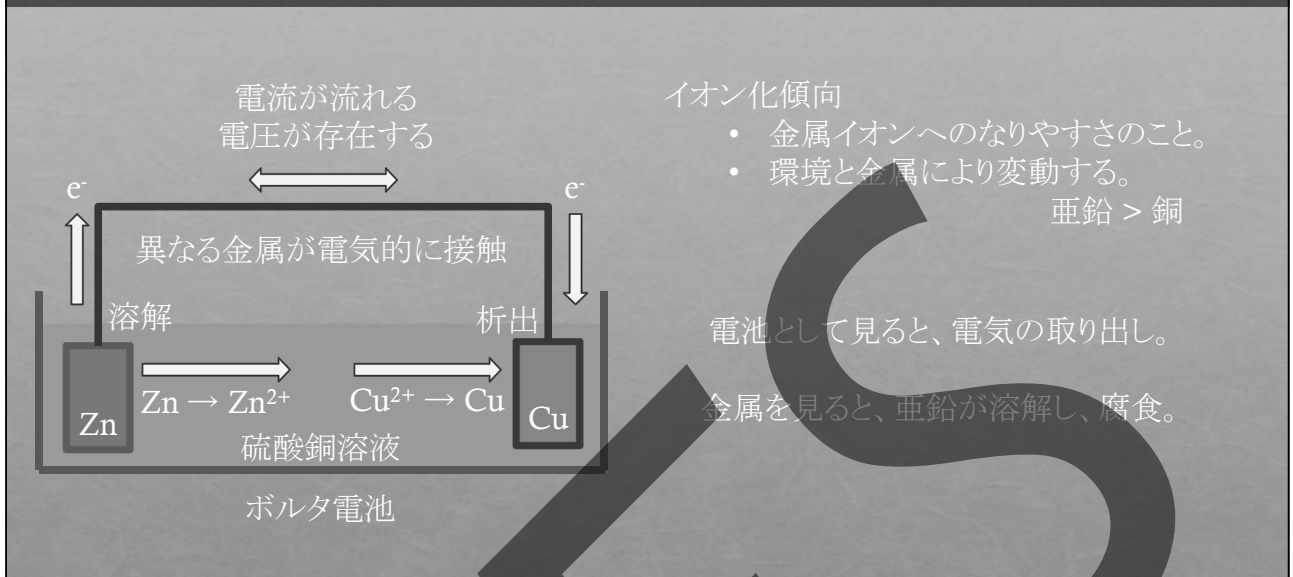 電流が流れる
電圧が存在する
e-
e-
異なる金属が電気的に接触
溶解
析出
Zn → Zn²⁺
Cu²⁺ → Cu
Zn
Cu
硫酸銅溶液
ボルタ電池
イオン化傾向
• 金属イオンへのなりやすさのこと。
• 環境と金属により変動する。
亜鉛 > 銅
電池として見ると、電気の取り出し。
金属を見ると、亜鉛が溶解し、腐食。